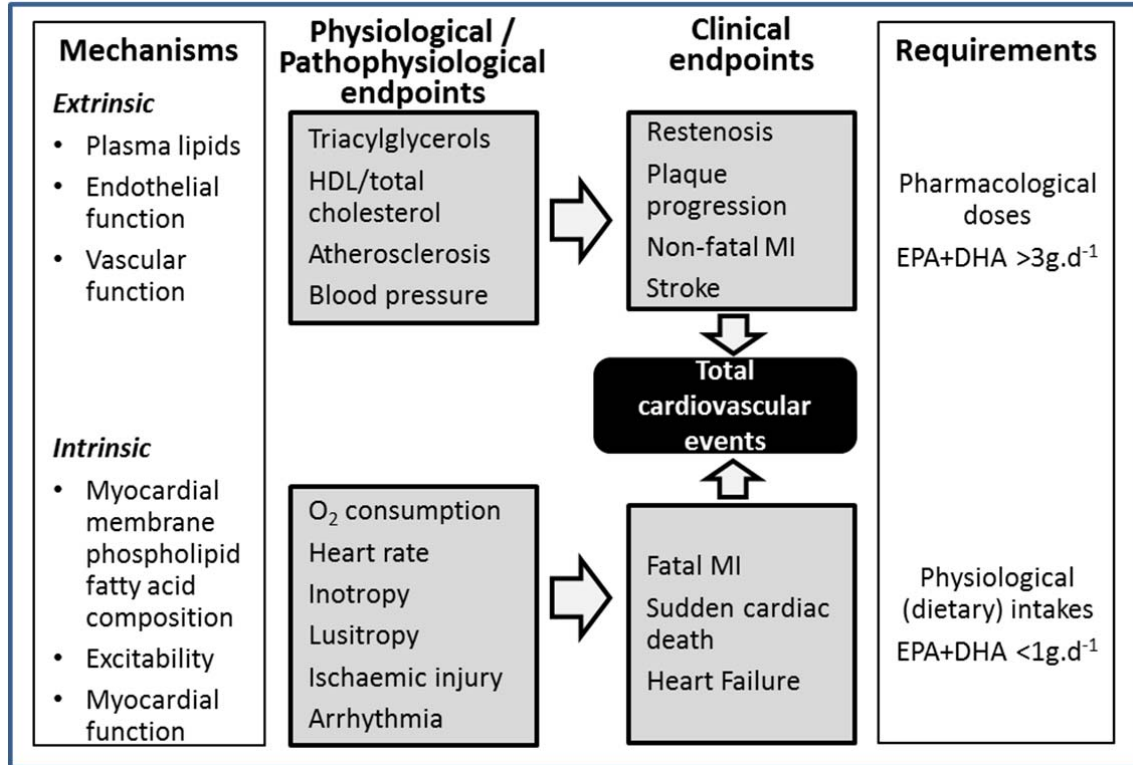 Mechanisms
Extrinsic
• Plasma lipids
• Endothelial
function
• Vascular
function
Intrinsic
• Myocardial
membrane
phospholipid
fatty acid
composition
• Excitability
• Myocardial
function
Physiological /
Pathophysiological
endpoints
Triacylglycerols
HDL/total
cholesterol
Atherosclerosis
Blood pressure
O₂ consumption
Heart rate
Inotropy
Lusitropy
Ischaemic injury
Arrhythmia
Clinical
endpoints
Restenosis
Plaque
progression
Non-fatal MI
Stroke
Total
cardiovascular
events
Fatal MI
Sudden cardiac
death
Heart Failure
Requirements
Pharmacological
doses
EPA+DHA >3g.d⁻¹
Physiological
(dietary) intakes
EPA+DHA <1g.d⁻¹